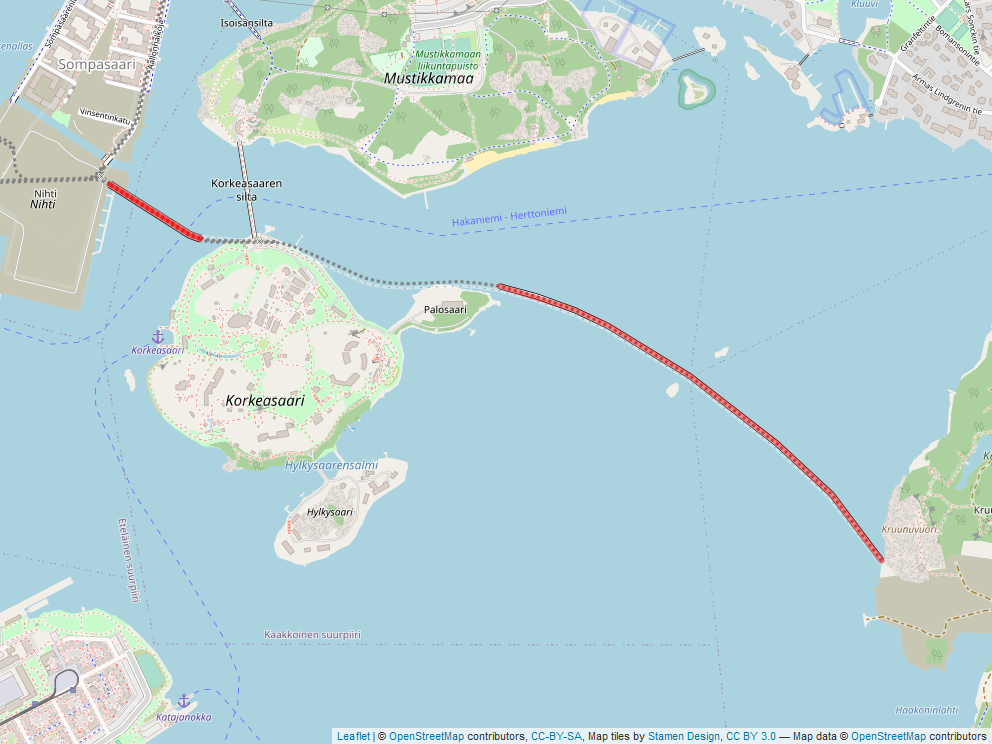 Isoisansilta
Kluuvi
Granfeltintie
Bomansonintie
Armas Lindgrenin tie
Sompasaari
Aallonhalkoja
Vinsentinkatu
Mustikkamaan
liikuntapuisto
Mustikkamaa
Nihti
Nihti
Korkeasaaren
silta
Hakaniemi - Herttoniemi
Palosaari
Korkeasaari
Korkeasaari
Hylkysaarensalmi
Hylkysaari
Kruunuvuori
Eteläinen suurpiiri
Kaakkoinen suurpiiri
Haakoninlahti
Katajanokka
Leaflet | © OpenStreetMap contributors, CC-BY-SA, Map tiles by Stamen Design, CC BY 3.0 — Map data © OpenStreetMap contributors